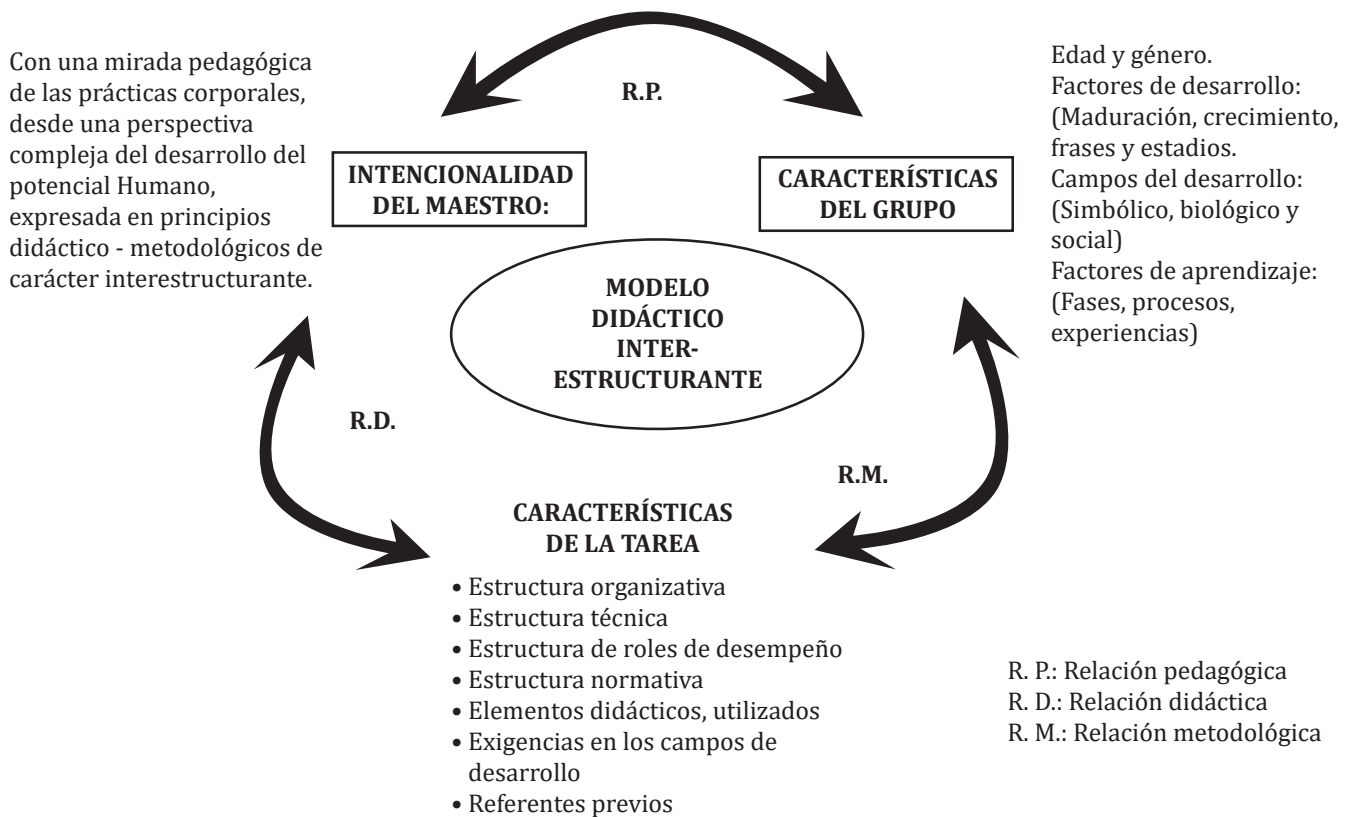 Con una mirada pedagógica
de las prácticas corporales,
desde una perspectiva
compleja del desarrollo del
potencial Humano,
expresada en principios
didáctico - metodológicos de
carácter interestructurante.
R.P.
INTENCIONALIDAD
DEL MAESTRO:
CARACTERÍSTICAS
DEL GRUPO
Edad y género.
Factores de desarrollo:
(Maduración, crecimiento,
frases y estadios.
Campos del desarrollo:
(Simbólico, biológico y
social)
Factores de aprendizaje:
(Fases, procesos,
experiencias)
MODELO
DIDÁCTICO
INTER-
ESTRUCTURANTE
R.D.
R.M.
CARACTERÍSTICAS
DE LA TAREA
• Estructura organizativa
• Estructura técnica
• Estructura de roles de desempeño
• Estructura normativa
• Elementos didácticos, utilizados
• Exigencias en los campos de
desarrollo
• Referentes previos
R. P.: Relación pedagógica
R. D.: Relación didáctica
R. M.: Relación metodológica